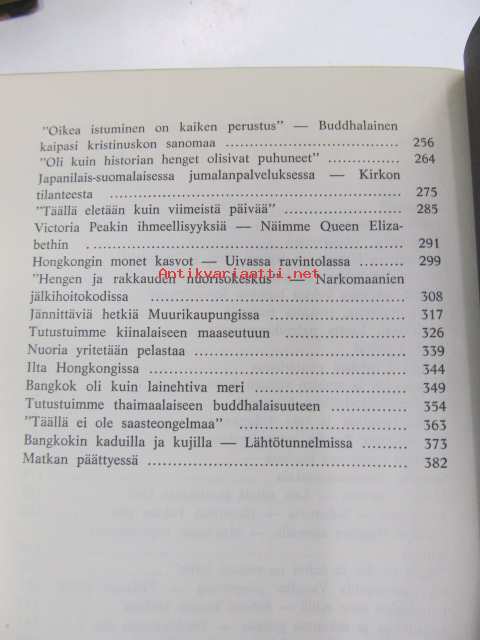 ”Oikea istuminen on kaiken perustus” — Buddhalainen
kaipasi kristinuskon sanomaa ........................ 256
”Oli kuin historian henget olisivat puhuneet” ............. 264
Japanilais-suomalaisessa jumalanpalveluksessa — Kirkon
tilanteesta ............................................. 275
”Täällä eletään kuin viimeistä päivää” .................... 285
Victoria Peakin ihmeellisyyksiä — Näimme Queen Eliza-
bethin ................................................ 291
Hongkongin monet kasvot — Uivassa ravintolassa ........ 299
”Hengen ja rakkauden nuorisokeskus” — Narkomaanien
jälkihoitokodissa ........................................ 308
Jännittäviä hetkiä Muurikaupungissa ..................... 317
Tutustuimme kiinalaiseen maaseutuun ................... 326
Nuoria yritetään pelastaa ................................ 339
Ilta Hongkongissa ....................................... 344
Bangkok oli kuin lainehtiva meri ........................ 349
Tutustuimme thaimaalaiseen buddhalaisuuteen ............ 354
”Täällä ei ole saasteongelmaa” .......................... 363
Bangkokin kaduilla ja kujilla — Lähtötunnelmissa ....... 373
Matkan päättyessä ...................................... 382
Antikvariaatti.net